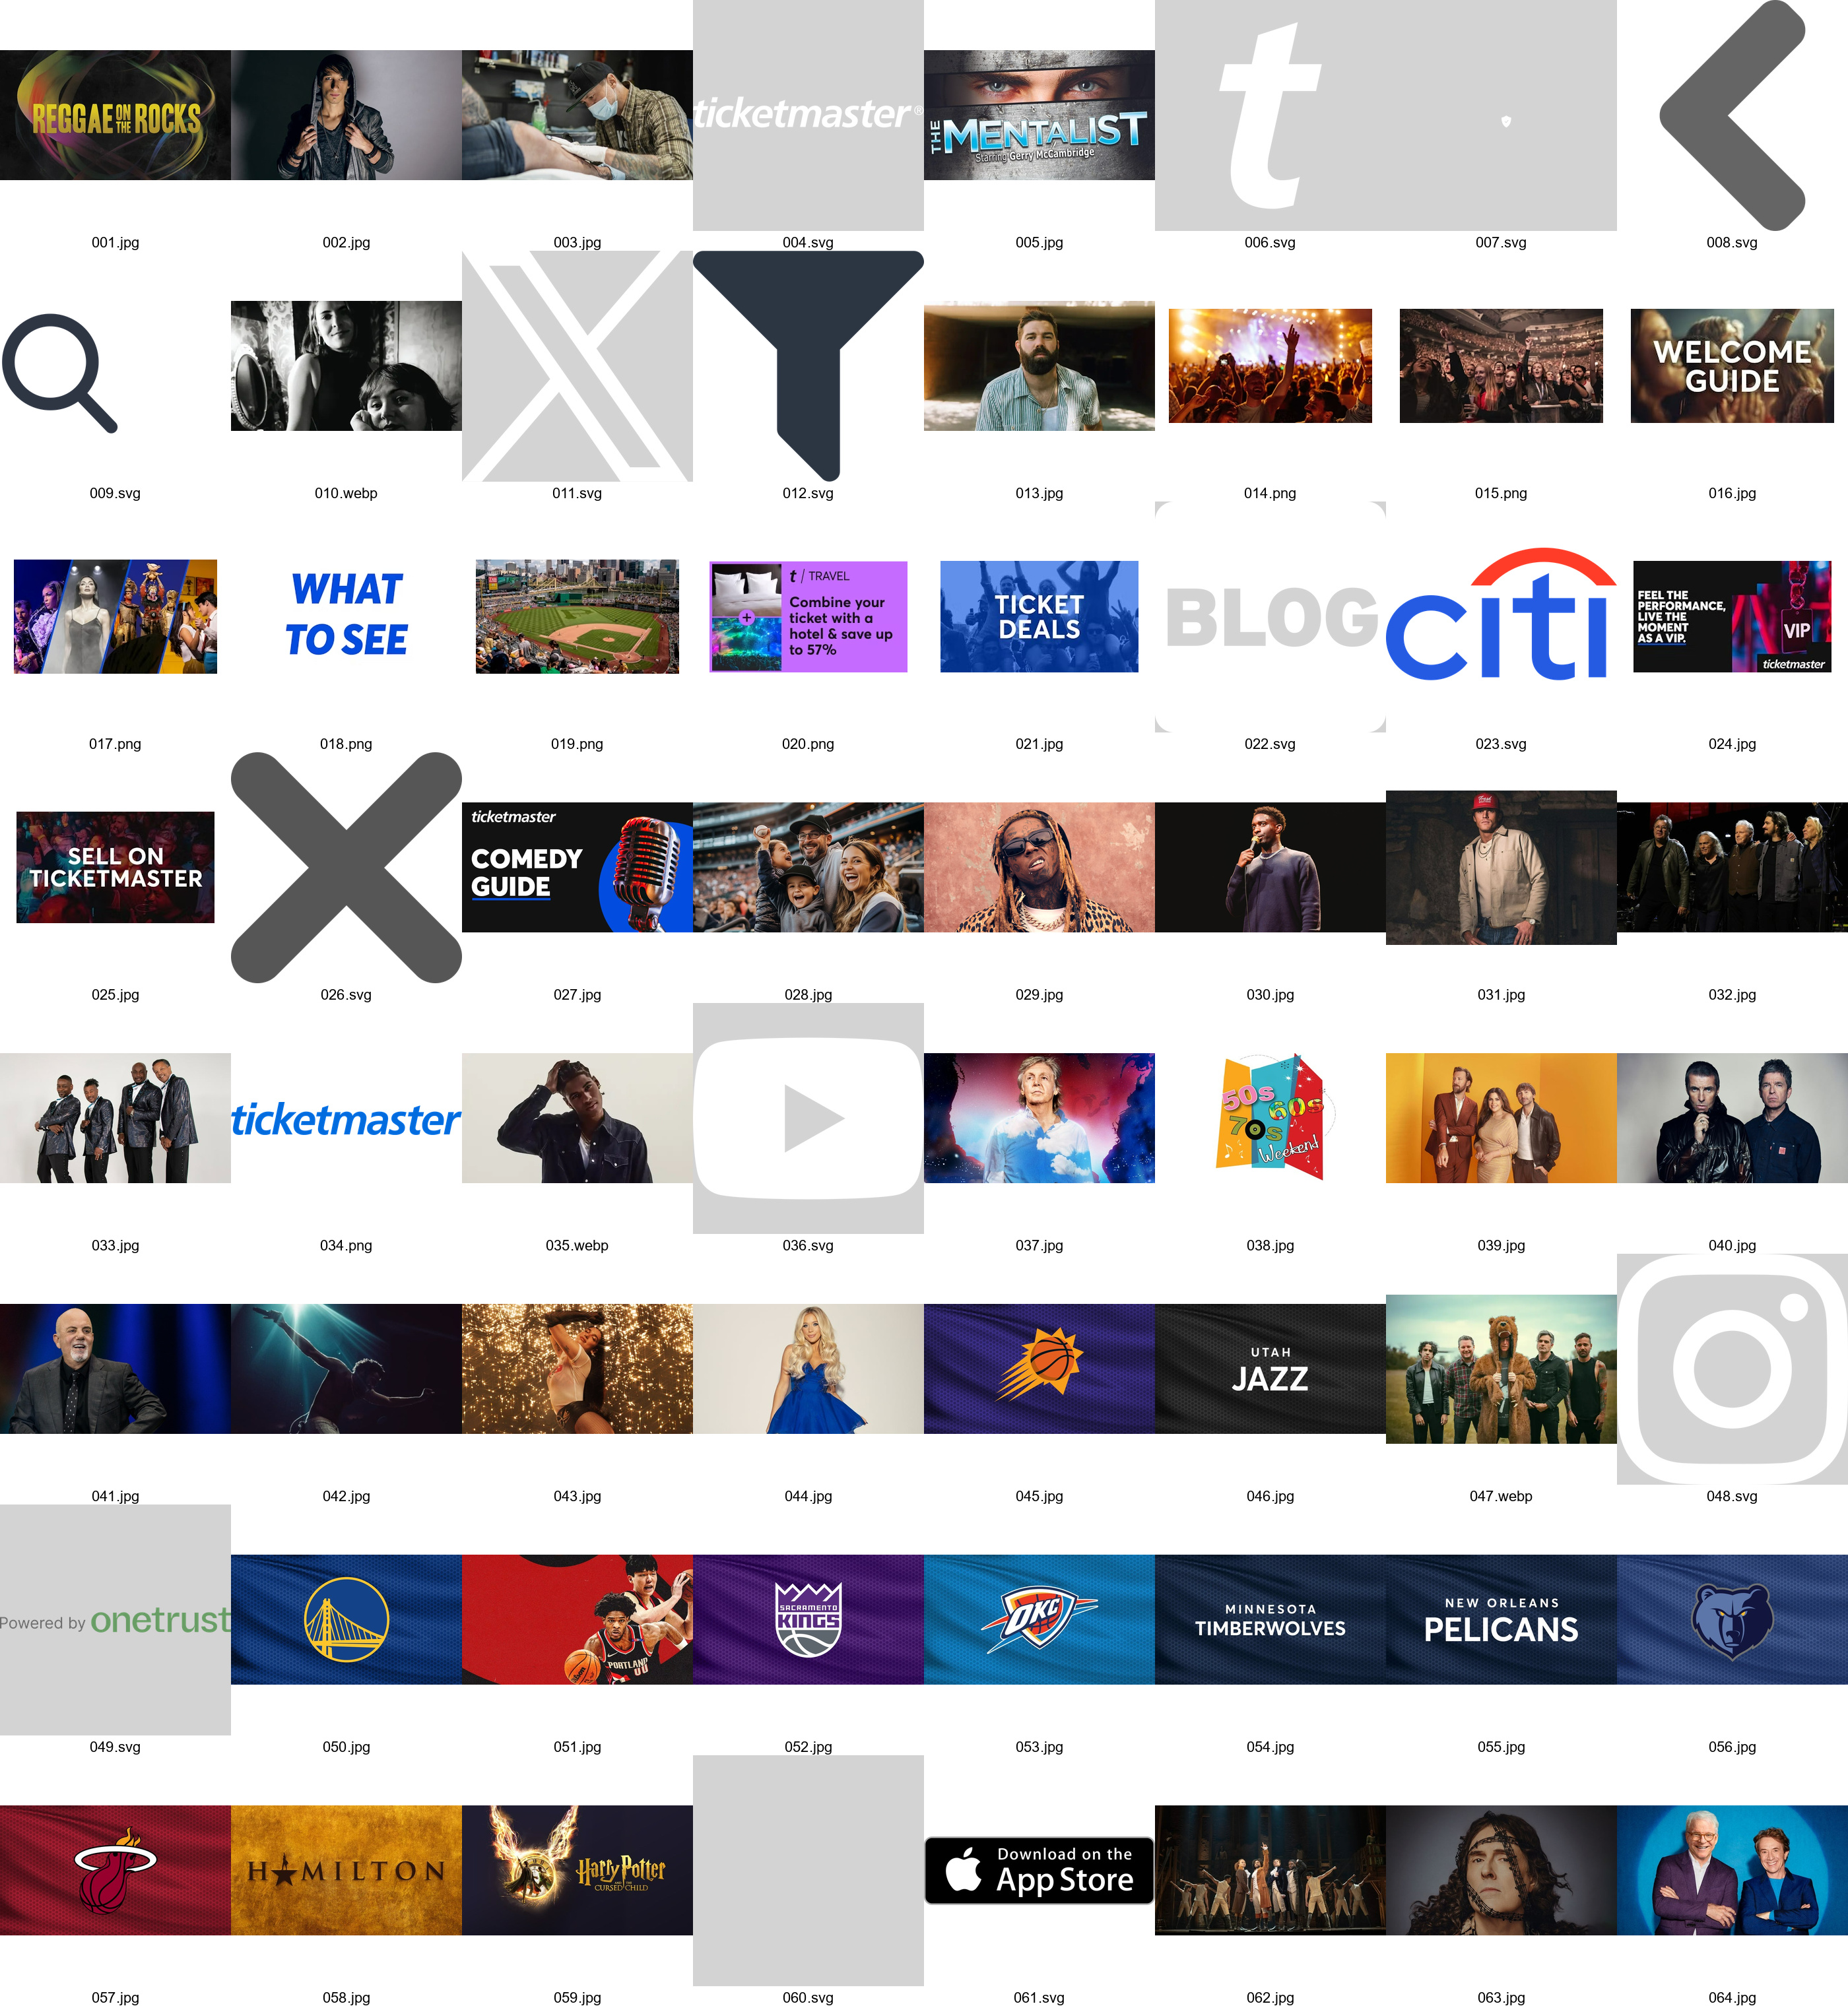 REGGAE ON THE ROCKS
ticketmaster®
THE MENTALIST
Starring Gerry McCambridge
t
001.jpg
002.jpg
003.jpg
004.svg
005.jpg
006.svg
007.svg
008.svg
WELCOME
GUIDE
009.svg
010.webp
011.svg
012.svg
013.jpg
014.png
015.png
016.jpg
WHAT
TO SEE
t / TRAVEL
Combine your
ticket with a
hotel & save up
to 57%
TICKET
DEALS
BLOG
citi
FEEL THE
PERFORMANCE,
LIVE THE
MOMENT
AS A VIP.
VIP
ticketmaster
017.png
018.png
019.png
020.png
021.jpg
022.svg
023.svg
024.jpg
SELL ON
TICKETMASTER
ticketmaster
COMEDY
GUIDE
025.jpg
026.svg
027.jpg
028.jpg
029.jpg
030.jpg
031.jpg
032.jpg
ticketmaster
50s
60s
70s
Weekend
033.jpg
034.png
035.webp
036.svg
037.jpg
038.jpg
039.jpg
040.jpg
UTAH
JAZZ
041.jpg
042.jpg
043.jpg
044.jpg
045.jpg
046.jpg
047.webp
048.svg
Powered by onetrust
PORTLAND
00
SACRAMENTO
KINGS
OKC
MINNESOTA
TIMBERWOLVES
NEW ORLEANS
PELICANS
049.svg
050.jpg
051.jpg
052.jpg
053.jpg
054.jpg
055.jpg
056.jpg
HAMILTON
Harry Potter
AND THE
CURSED CHILD
Download on the
App Store
057.jpg
058.jpg
059.jpg
060.svg
061.svg
062.jpg
063.jpg
064.jpg